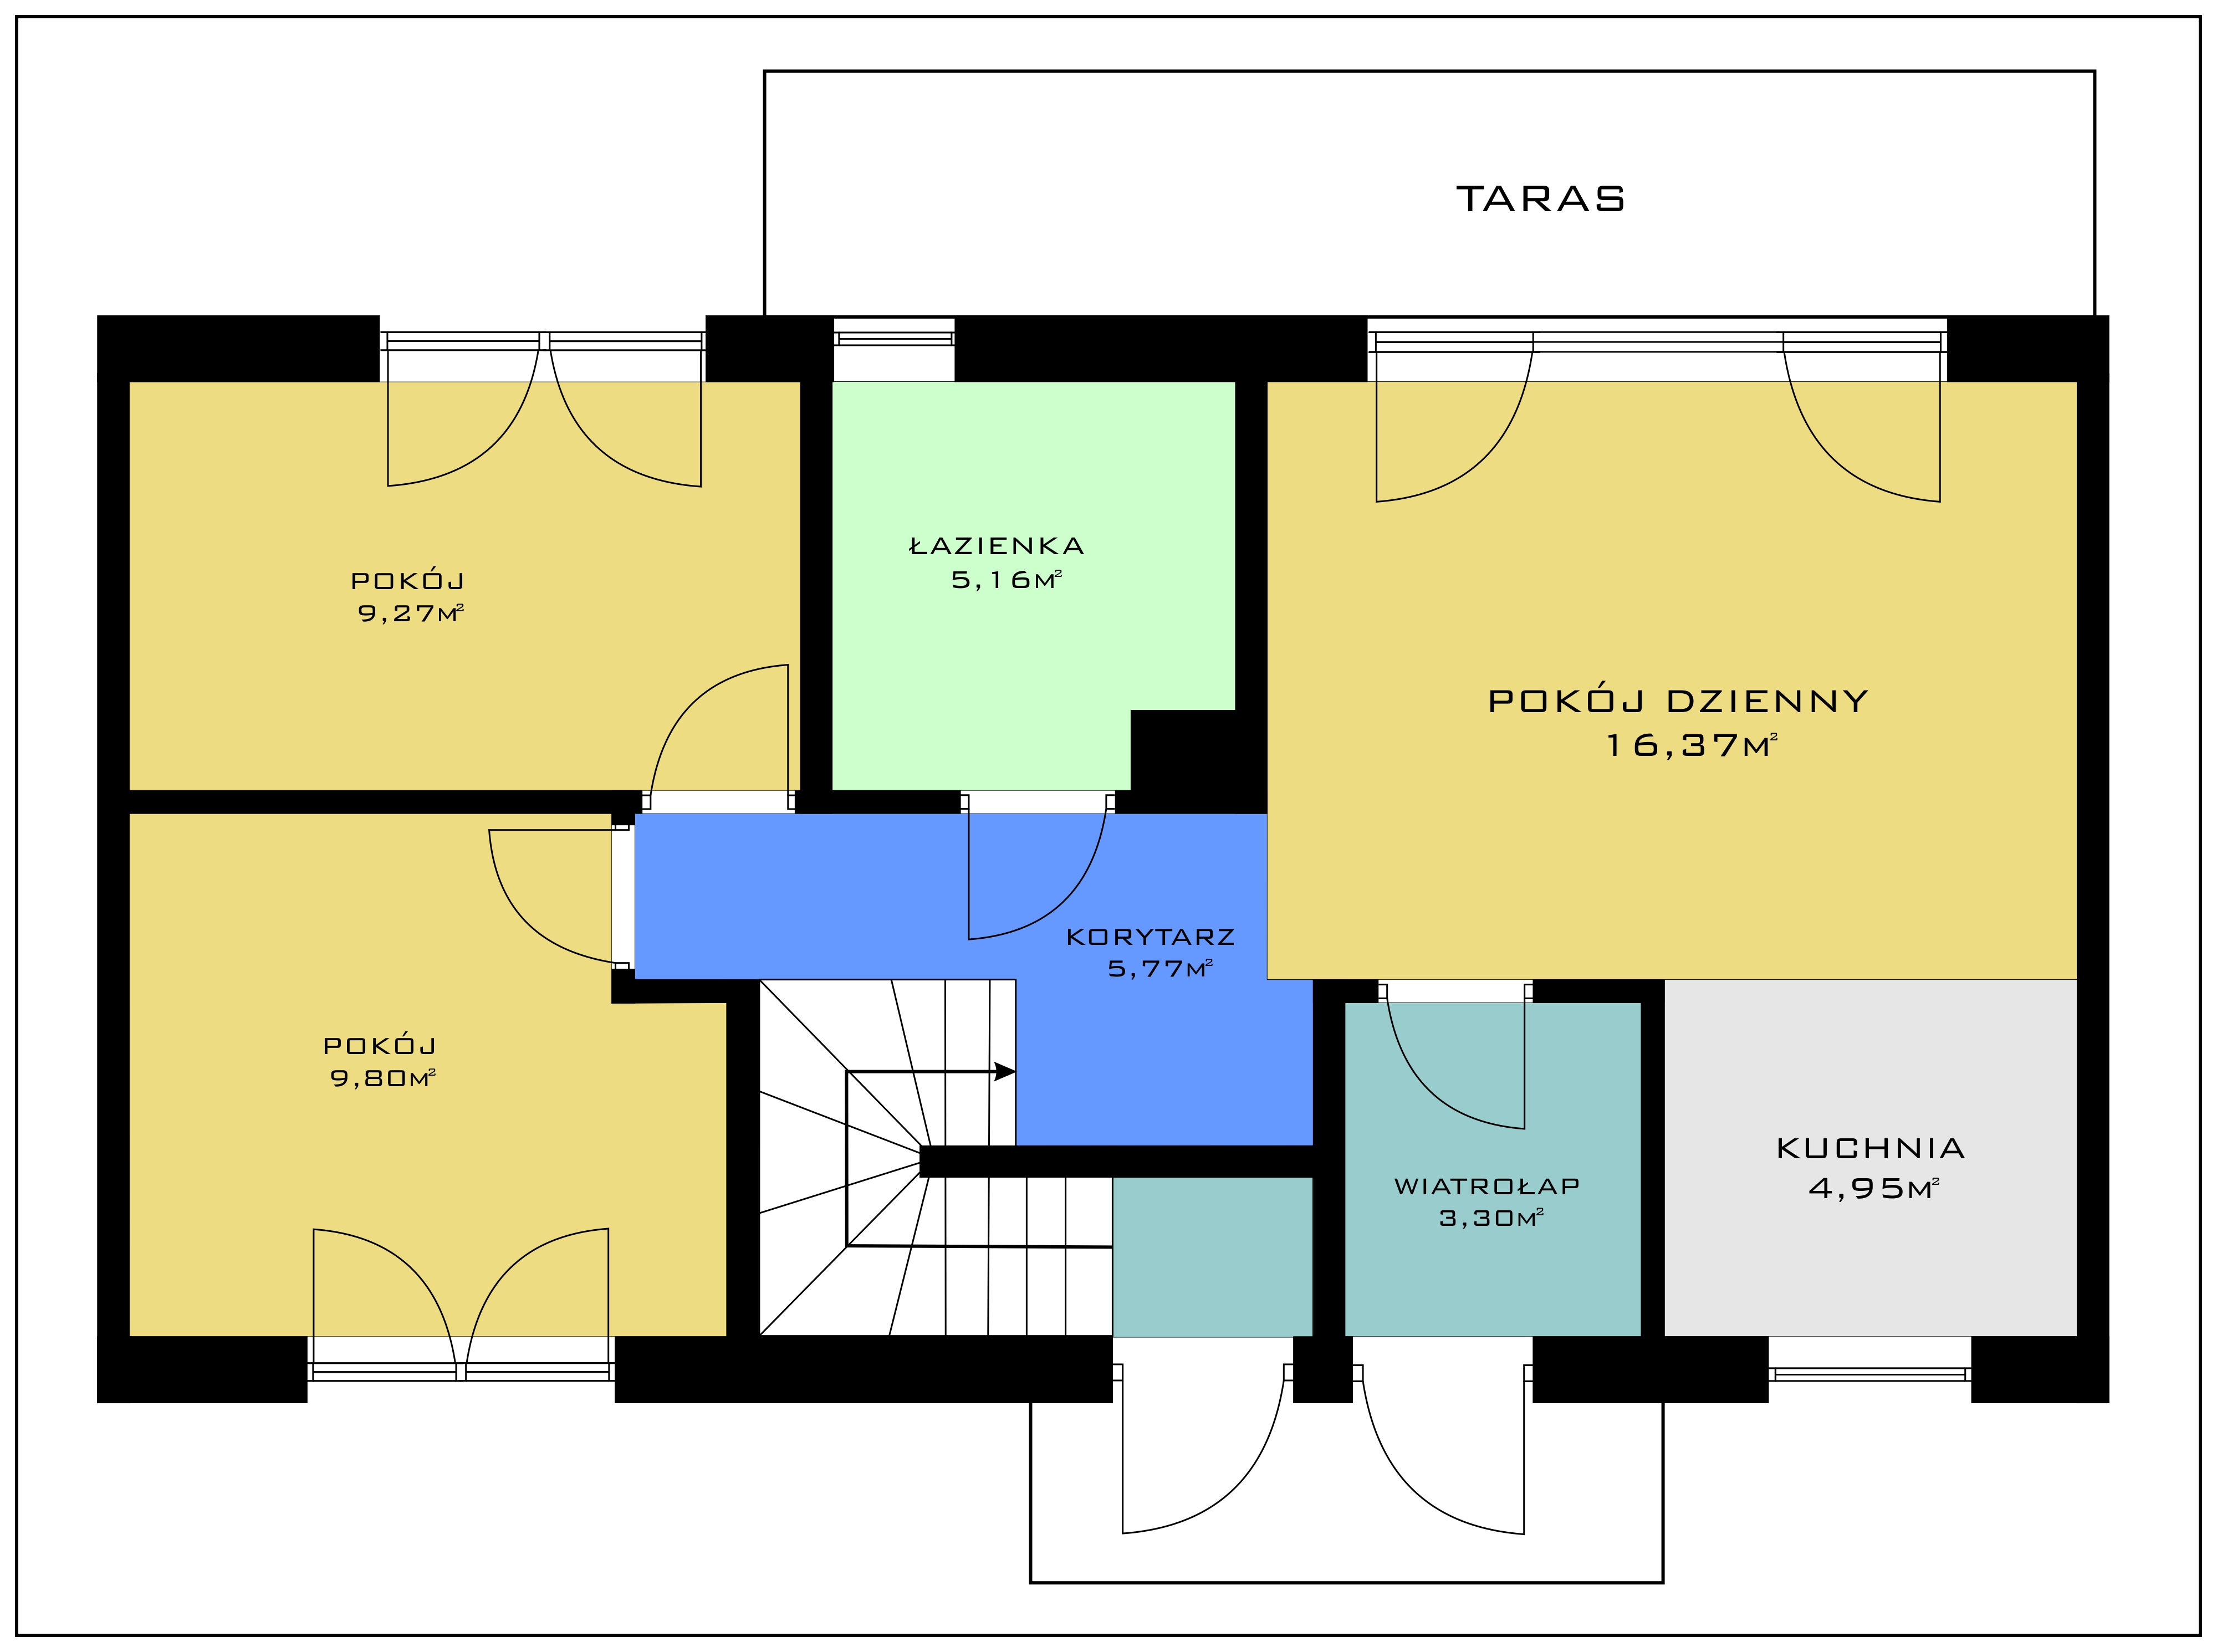 TARAS
ŁAZIENKA
5,16M²
POKÓJ
9,27M²
POKÓJ DZIENNY
16,37M²
KORYTARZ
5,77M²
POKÓJ
9,80M²
KUCHNIA
4,95M²
WIATROŁAP
3,30M²